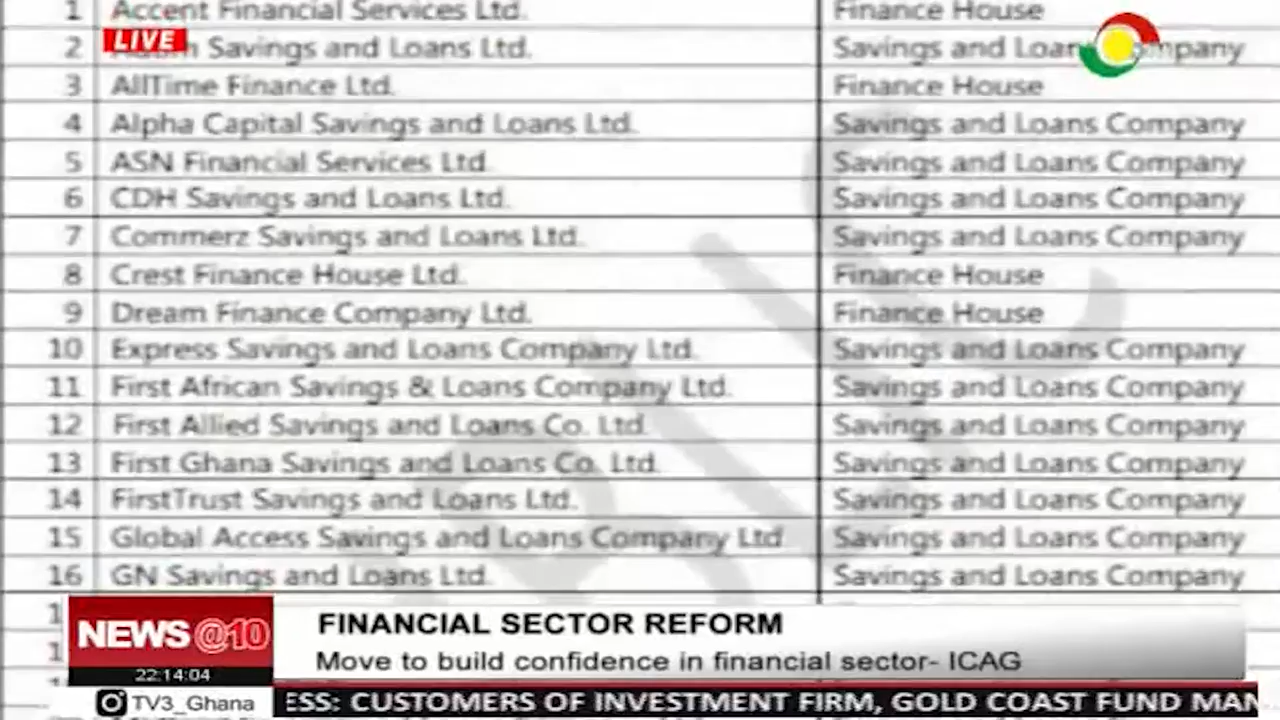 1 Accent Financial Services Ltd. Finance House
LIVE
2 Savings and Loans Ltd. Savings and Loan
3 AllTime Finance Ltd. Finance House
4 Alpha Capital Savings and Loans Ltd. Savings and Loans Company
5 ASN Financial Services Ltd. Savings and Loans Company
6 CDH Savings and Loans Ltd. Savings and Loans Company
7 Commerz Savings and Loans Ltd. Savings and Loans Company
8 Crest Finance House Ltd. Finance House
9 Dream Finance Company Ltd. Finance House
10 Express Savings and Loans Company Ltd. Savings and Loans Company
11 First African Savings & Loans Company Ltd. Savings and Loans Company
12 First Allied Savings and Loans Co. Ltd. Savings and Loans Company
13 First Ghana Savings and Loans Co. Ltd. Savings and Loans Company
14 FirstTrust Savings and Loans Ltd. Savings and Loans Company
15 Global Access Savings and Loans Company Ltd Savings and Loans Company
16 GN Savings and Loans Ltd. Savings and Loans Company
NEWS @10
22:14:04
FINANCIAL SECTOR REFORM
Move to build confidence in financial sector- ICAG
TV3_Ghana
ESS: CUSTOMERS OF INVESTMENT FIRM, GOLD COAST FUND MAN